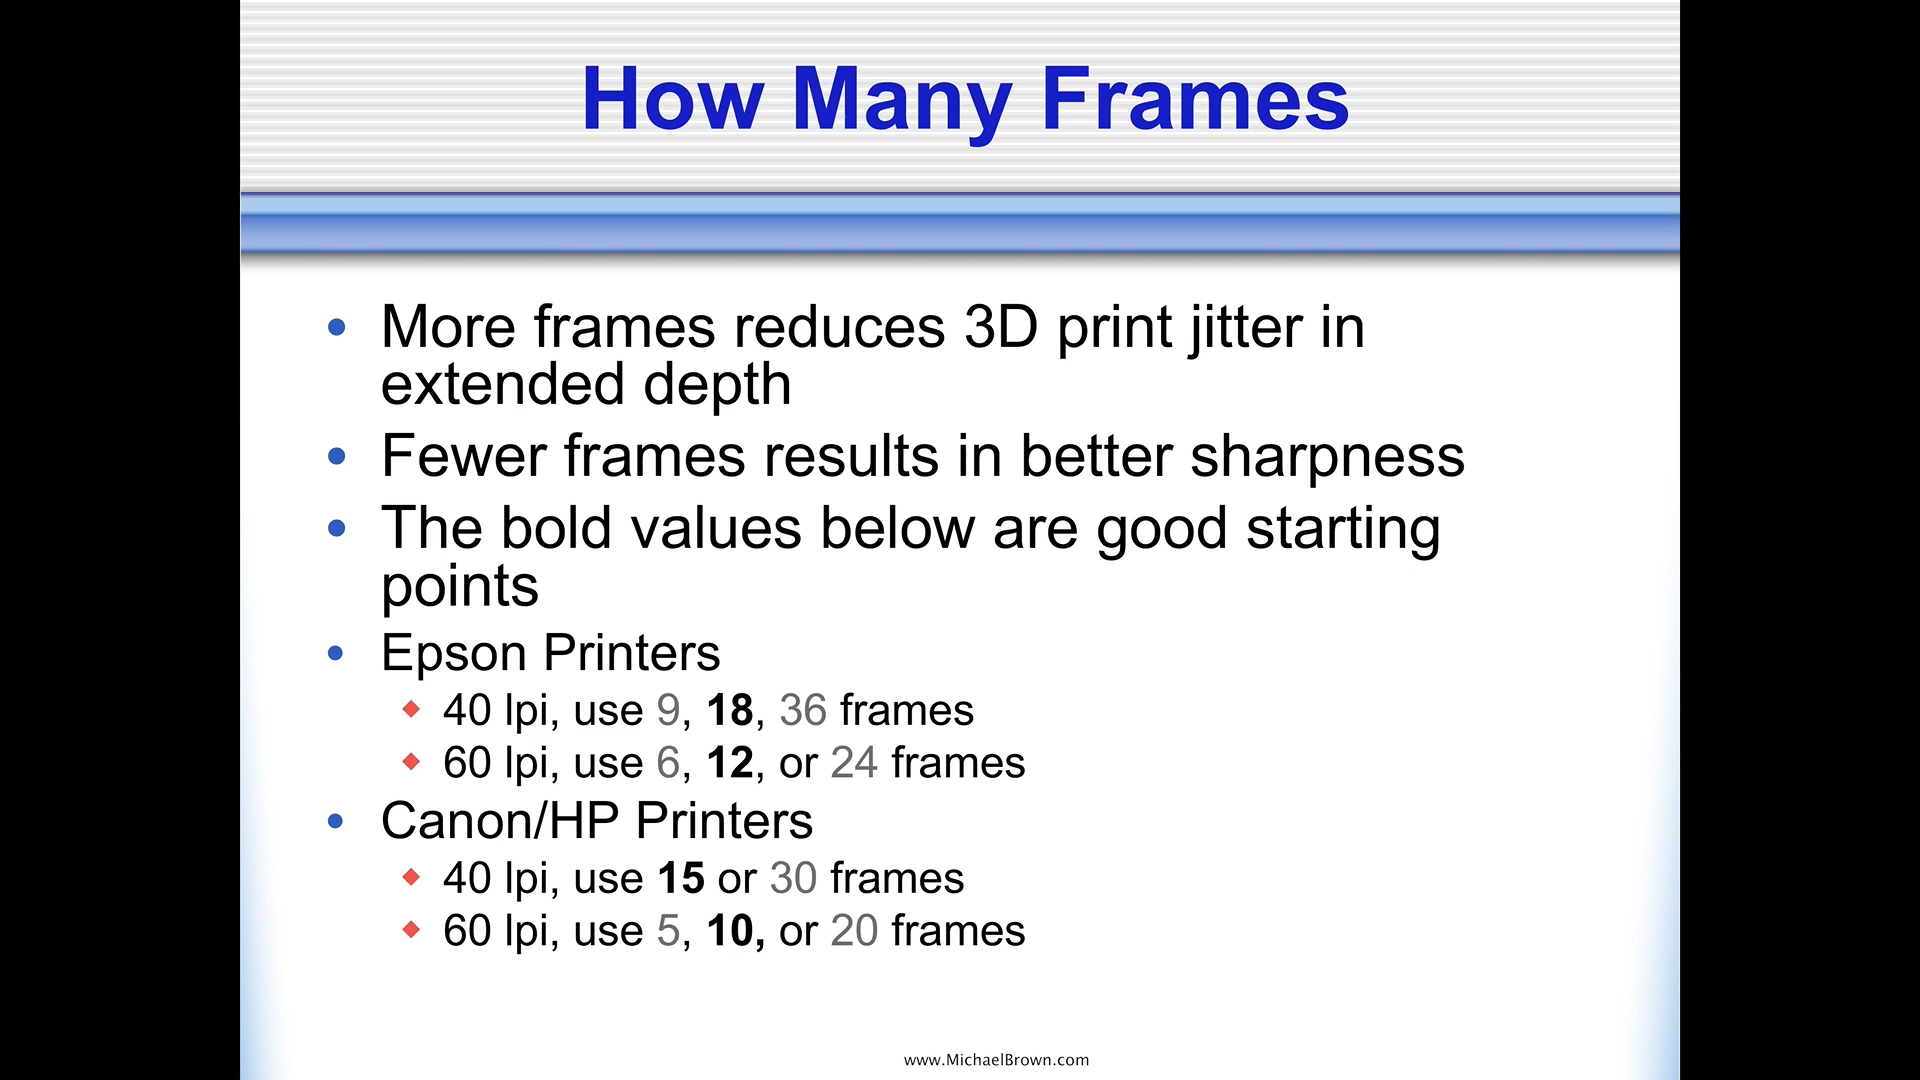 How Many Frames
• More frames reduces 3D print jitter in
extended depth
• Fewer frames results in better sharpness
• The bold values below are good starting
points
• Epson Printers
◆ 40 lpi, use 9, 18, 36 frames
◆ 60 lpi, use 6, 12, or 24 frames
• Canon/HP Printers
◆ 40 lpi, use 15 or 30 frames
◆ 60 lpi, use 5, 10, or 20 frames
www.MichaelBrown.com